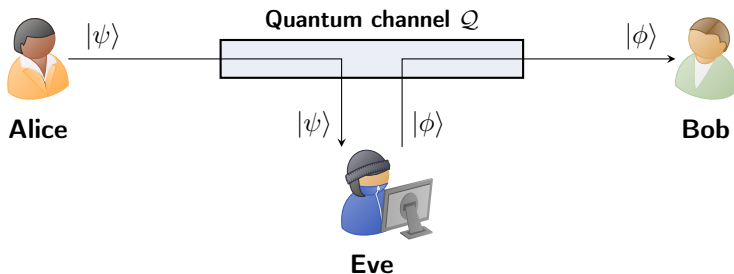 Quantum channel 𝒬
|ψ⟩
|ϕ⟩
Alice
|ψ⟩
|ϕ⟩
Bob
Eve